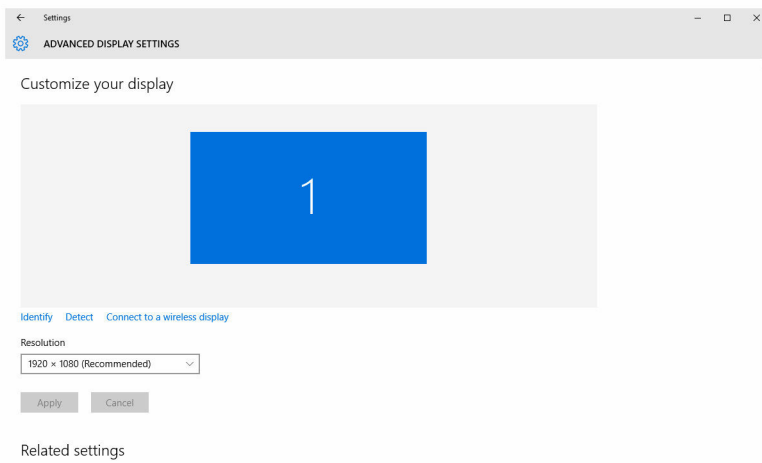 Settings
ADVANCED DISPLAY SETTINGS
Customize your display
1
Identify Detect Connect to a wireless display
Resolution
1920 × 1080 (Recommended)
Apply Cancel
Related settings